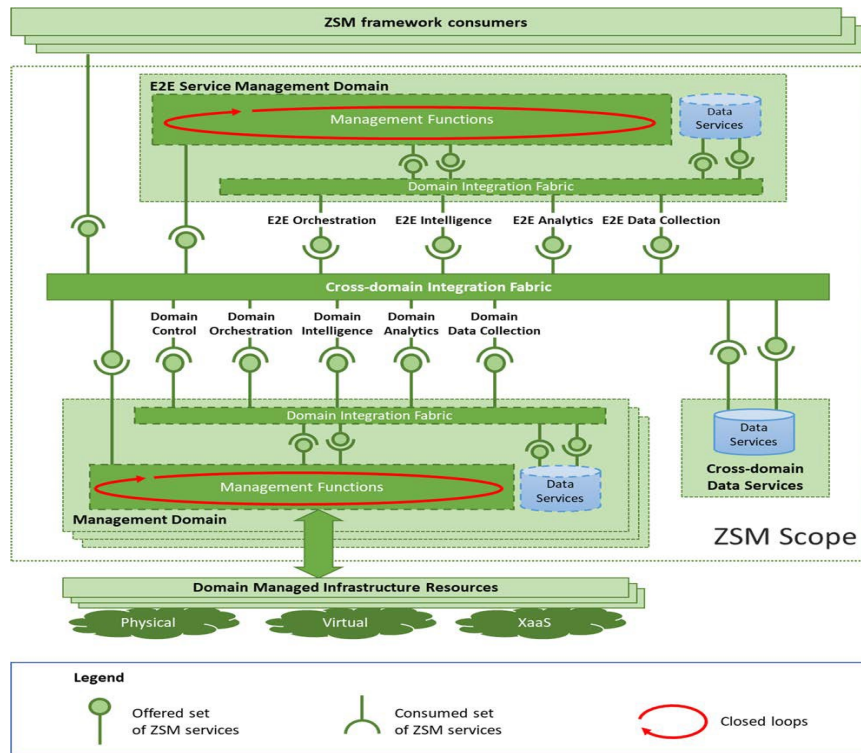 ZSM framework consumers
E2E Service Management Domain
Management Functions
Data
Services
Domain Integration Fabric
E2E Orchestration
E2E Intelligence
E2E Analytics
E2E Data Collection
Cross-domain Integration Fabric
Domain
Control
Domain
Orchestration
Domain
Intelligence
Domain
Analytics
Domain
Data Collection
Domain Integration Fabric
Management Functions
Data
Services
Management Domain
Data
Services
Cross-domain
Data Services
ZSM Scope
Domain Managed Infrastructure Resources
Physical
Virtual
XaaS
Legend
Offered set
of ZSM services
Consumed set
of ZSM services
Closed loops